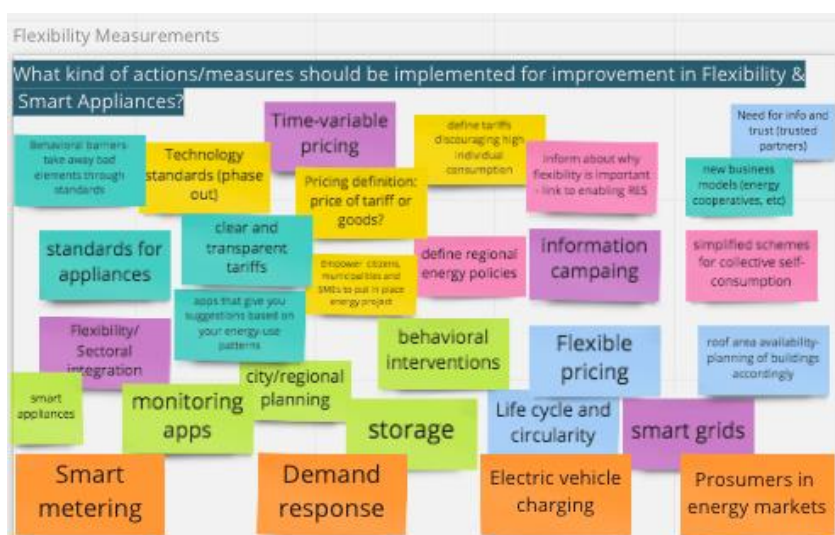 Flexibility Measurements
What kind of actions/measures should be implemented for improvement in Flexibility &
Smart Appliances?
Time-variable
pricing
define tariffs
discouraging high
individual
consumption
Need for info and
trust (trusted
partners)
Behavioral barriers
take away bad
elements through
standards
Technology
standards (phase
out)
Pricing definition:
price of tariff or
goods?
inform about why
flexibility is important
- link to enabling RES
new business
models (energy
cooperatives, etc)
standards for
appliances
clear and
transparent
tariffs
Empower citizens,
municipalities and
SMEs to put in place
energy project
define regional
energy policies
information
campaing
simplified schemes
for collective self-
consumption
Flexibility/
Sectoral
integration
apps that give you
suggestions based on
your energy-use
patterns
behavioral
interventions
Flexible
pricing
roof area availability-
planning of buildings
accordingly
smart
appliances
monitoring
apps
city/regional
planning
storage
Life cycle and
circularity
smart grids
Smart
metering
Demand
response
Electric vehicle
charging
Prosumers in
energy markets